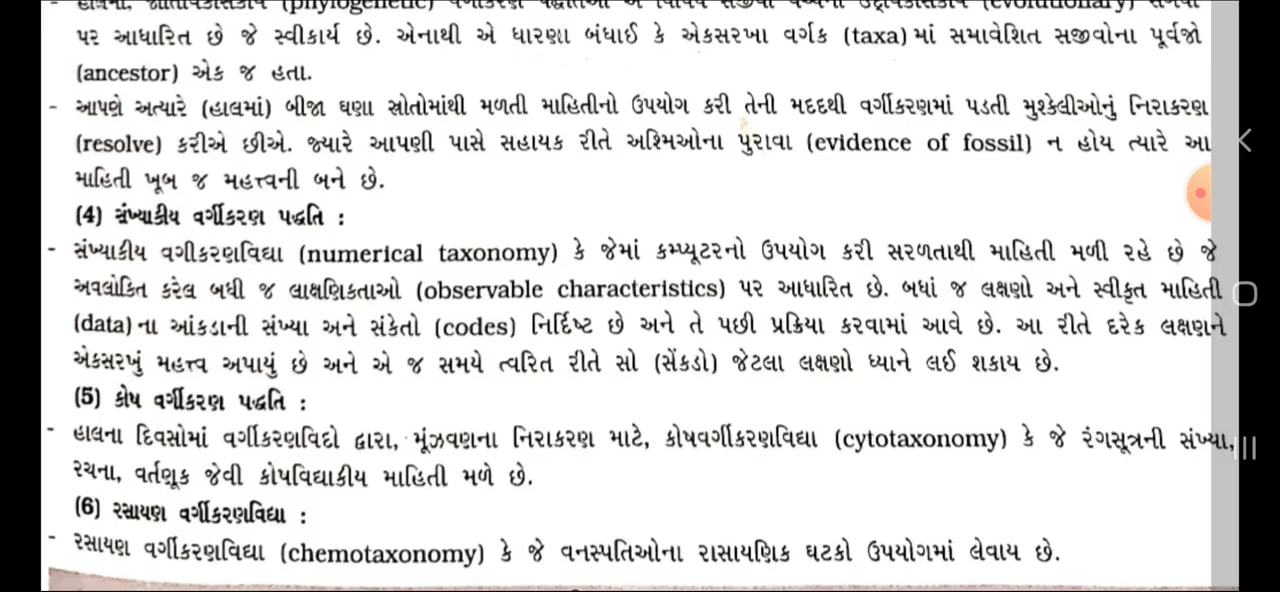 (phylogenetic) વર્ગીકરણ (evolutionary)
પર આધારિત છે જે સ્વીકાર્ય છે. એનાથી એ ધારણા બંધાઈ કે એકસરખા વર્ગક (taxa) માં સમાવેશિત સજીવોના પૂર્વજો
(ancestor) એક જ હતા.
- આપણે અત્યારે (હાલમાં) બીજા ઘણા સ્રોતોમાંથી મળતી માહિતીનો ઉપયોગ કરી તેની મદદથી વર્ગીકરણમાં પડતી મુશ્કેલીઓનું નિરાકરણ
(resolve) કરીએ છીએ. જ્યારે આપણી પાસે સહાયક રીતે અશ્મિઓના પુરાવા (evidence of fossil) ન હોય ત્યારે આ
માહિતી ખૂબ જ મહત્ત્વની બને છે.
(4) સંખ્યાકીય વર્ગીકરણ પદ્ધતિ :
- સંખ્યાકીય વગીકરણવિદ્યા (numerical taxonomy) કે જેમાં કમ્પ્યૂટરનો ઉપયોગ કરી સરળતાથી માહિતી મળી રહે છે જે
અવલોકિત કરેલ બધી જ લાક્ષણિકતાઓ (observable characteristics) પર આધારિત છે. બધાં જ લક્ષણો અને સ્વીકૃત માહિતી
(data) ના આંકડાની સંખ્યા અને સંકેતો (codes) નિર્દિષ્ટ છે અને તે પછી પ્રક્રિયા કરવામાં આવે છે. આ રીતે દરેક લક્ષણને
એકસરખું મહત્ત્વ અપાયું છે અને એ જ સમયે ત્વરિત રીતે સો (સેંકડો) જેટલા લક્ષણો ધ્યાને લઈ શકાય છે.
(5) કોષ વર્ગીકરણ પદ્ધતિ :
- હાલના દિવસોમાં વર્ગીકરણવિદો દ્વારા, મૂંઝવણના નિરાકરણ માટે, કોષવર્ગીકરણવિદ્યા (cytotaxonomy) કે જે રંગસૂત્રની સંખ્યા,
રચના, વર્તણૂક જેવી કોષવિદ્યાકીય માહિતી મળે છે.
(6) રસાયણ વર્ગીકરણવિદ્યા :
- રસાયણ વર્ગીકરણવિદ્યા (chemotaxonomy) કે જે વનસ્પતિઓના રાસાયણિક ઘટકો ઉપયોગમાં લેવાય છે.